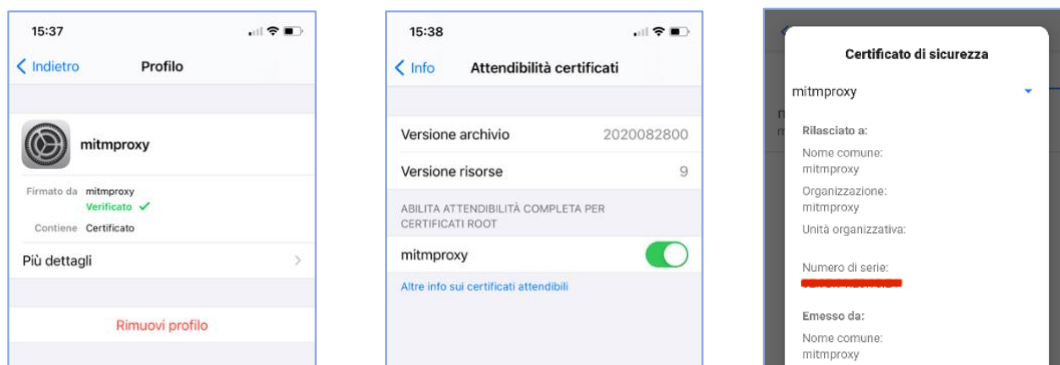 15:37
Indietro
Profilo
mitmproxy
Firmato da mitmproxy
Verificato
Contiene Certificato
Più dettagli
Rimuovi profilo
15:38
Info
Attendibilità certificati
Versione archivio 2020082800
Versione risorse 9
ABILITA ATTENDIBILITÀ COMPLETA PER
CERTIFICATI ROOT
mitmproxy
Altre info sui certificati attendibili
Certificato di sicurezza
mitmproxy
Rilasciato a:
Nome comune:
mitmproxy
Organizzazione:
mitmproxy
Unità organizzativa:
Numero di serie:
Emesso da:
Nome comune:
mitmproxy